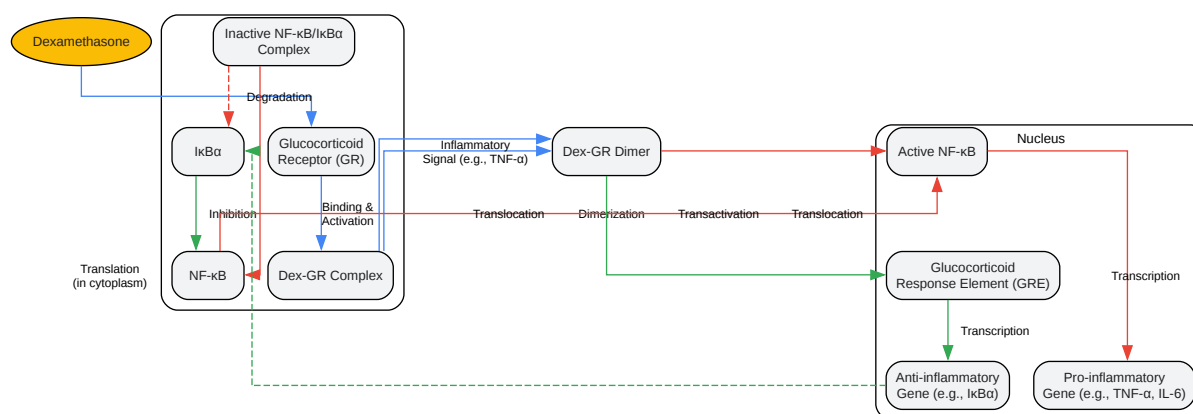 Dexamethasone
Inactive NF-κB/IκBα
Complex
Degradation
IκBα
Glucocorticoid
Receptor (GR)
Inflammatory
Signal (e.g., TNF-α)
Dex-GR Dimer
Active NF-κB
Nucleus
Inhibition
Binding &
Activation
Translocation
Dimerization
Transactivation
Translocation
Translation
(in cytoplasm)
NF-κB
Dex-GR Complex
Glucocorticoid
Response Element (GRE)
Transcription
Transcription
Anti-inflammatory
Gene (e.g., IκBα)
Pro-inflammatory
Gene (e.g., TNF-α, IL-6)